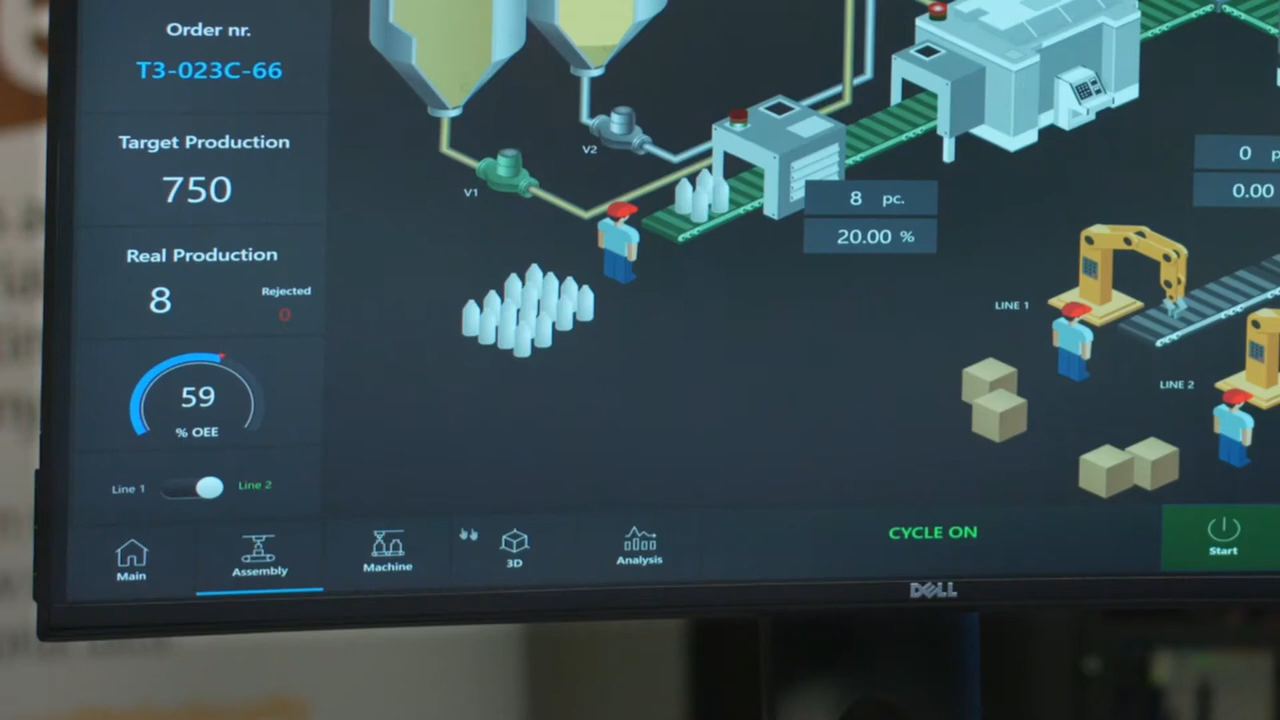 Order nr.
T3-023C-66
Target Production
750
Real Production
8
Rejected
0
59
% OEE
Line 1
Line 2
V2
V1
8 pc.
20.00 %
0
0.00
LINE 1
LINE 2
CYCLE ON
Start
Main
Assembly
Machine
3D
Analysis
DELL